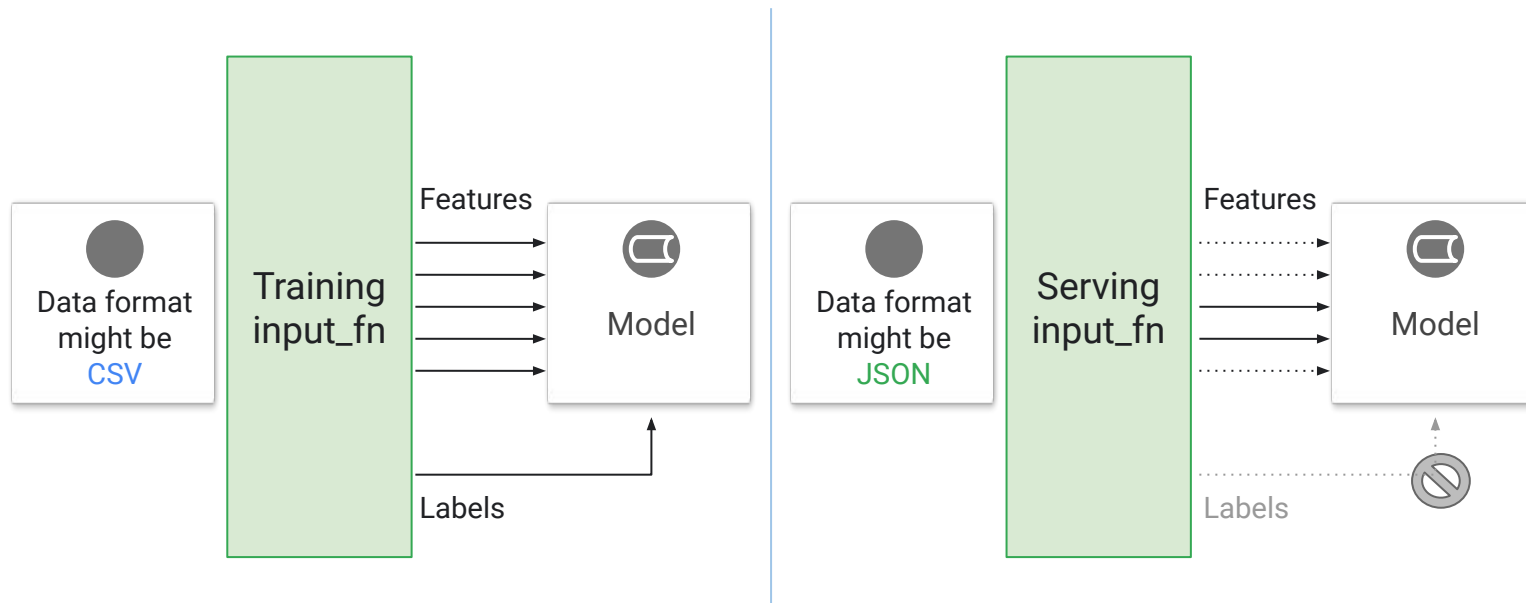 Features
Data format
might be
CSV
Training
input_fn
Model
Labels
Features
Data format
might be
JSON
Serving
input_fn
Model
Labels